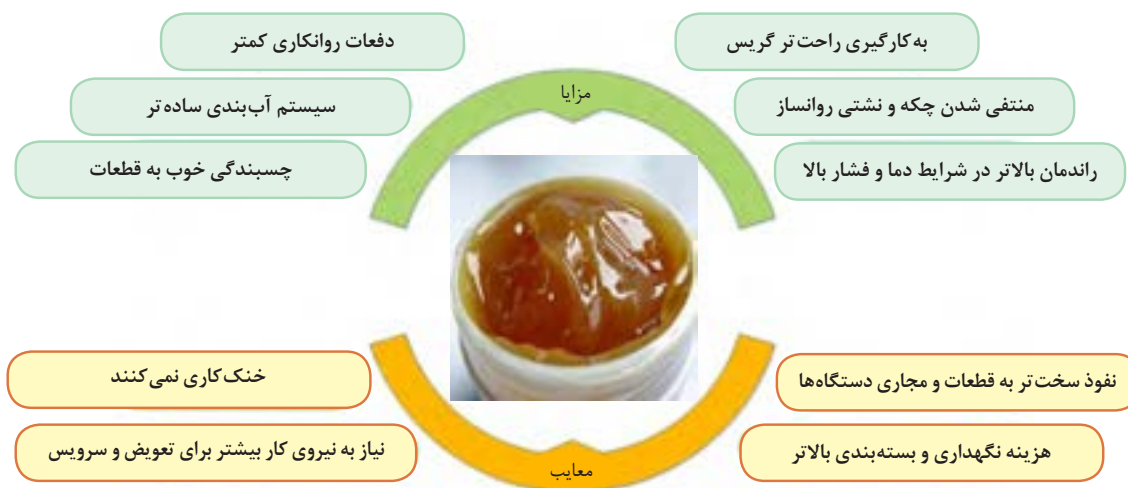 به کارگیری راحت‌تر گریس
دفعات روانکاری کمتر
مزایا
منتفی شدن چکه و نشتی روانساز
سیستم آب‌بندی ساده‌تر
راندمان بالاتر در شرایط دما و فشار بالا
چسبندگی خوب به قطعات
نفوذ سخت‌تر به قطعات و مجاری دستگاه‌ها
خنک‌کاری نمی‌کنند
هزینه نگهداری و بسته‌بندی بالاتر
نیاز به نیروی کار بیشتر برای تعویض و سرویس
معایب